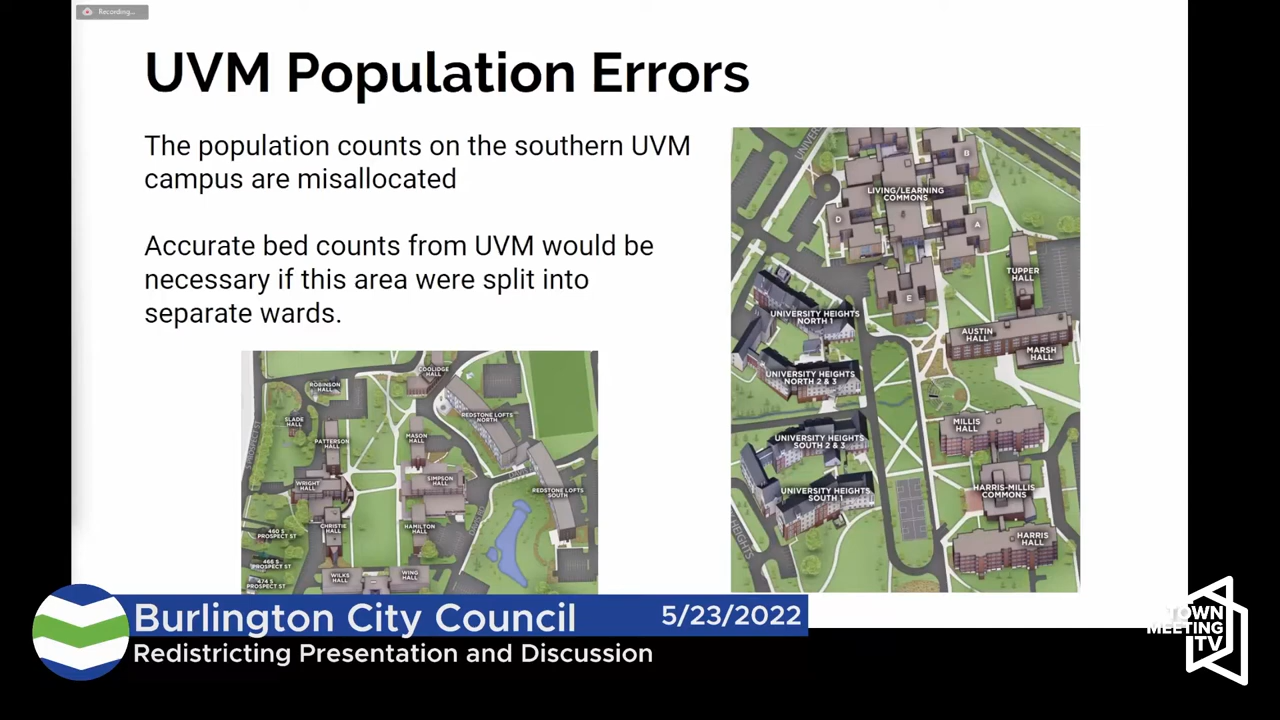 Recording...
UVM Population Errors
The population counts on the southern UVM
campus are misallocated
Accurate bed counts from UVM would be
necessary if this area were split into
separate wards.
B
LIVING/LEARNING
COMMONS
D
A
E
TUPPER
HALL
UNIVERSITY HEIGHTS
NORTH 1
AUSTIN
HALL
MARSH
HALL
UNIVERSITY HEIGHTS
NORTH 2 & 3
MILLIS
HALL
UNIVERSITY HEIGHTS
SOUTH 2 & 3
UNIVERSITY HEIGHTS
SOUTH 1
HARRIS-MILLIS
COMMONS
HARRIS
HALL
HEIGHTS
COOLIDGE
HALL
ROBINSON
HALL
REDSTONE LOFTS
NORTH
SLADE
HALL
PATTERSON
HALL
MASON
HALL
WRIGHT
HALL
SIMPSON
HALL
REDSTONE LOFTS
SOUTH
CHRISTIE
HALL
HAMILTON
HALL
460 S
PROSPECT ST
466 S
PROSPECT ST
474 S
PROSPECT ST
WILKS
HALL
WING
HALL
Burlington City Council
5/23/2022
Redistricting Presentation and Discussion
TOWN
MEETING
TV